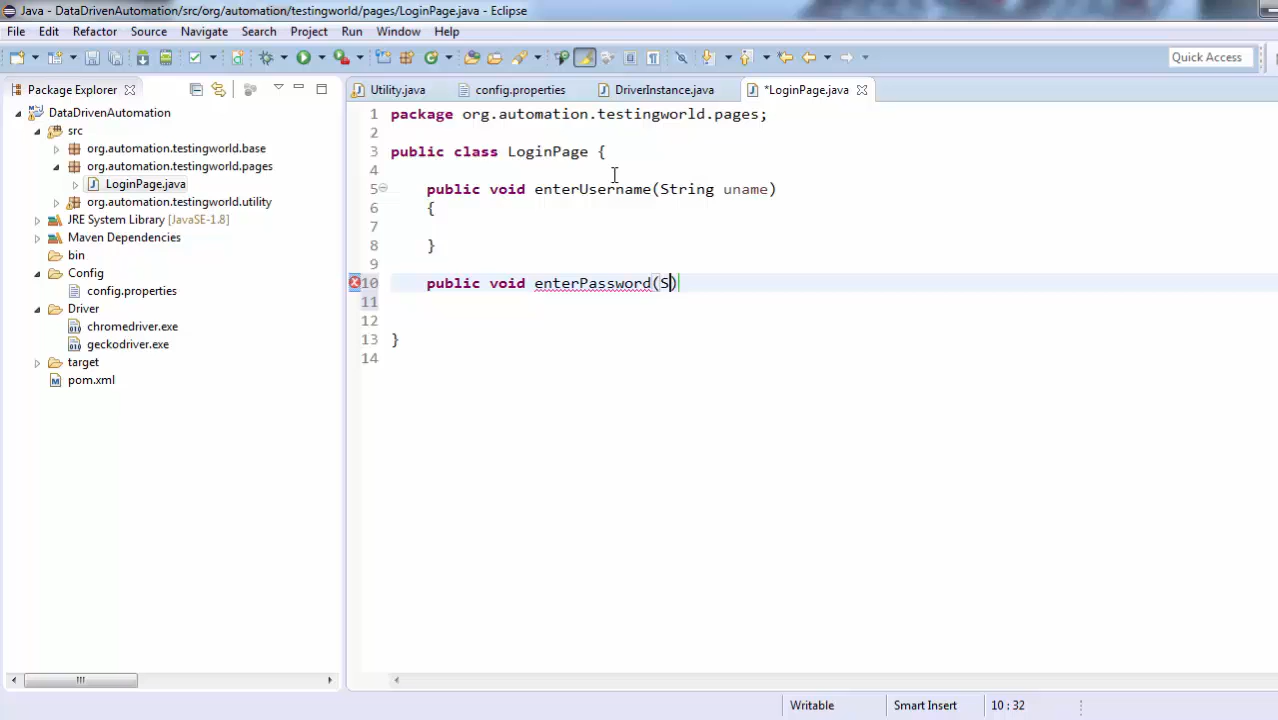 Java - DataDrivenAutomation/src/org/automation/testingworld/pages/LoginPage.java - Eclipse
File Edit Refactor Source Navigate Search Project Run Window Help
Quick Access
Package Explorer
Utility.java config.properties DriverInstance.java *LoginPage.java
DataDrivenAutomation
src
org.automation.testingworld.base
org.automation.testingworld.pages
LoginPage.java
org.automation.testingworld.utility
JRE System Library [JavaSE-1.8]
Maven Dependencies
bin
Config
config.properties
Driver
chromedriver.exe
geckodriver.exe
target
pom.xml
1 package org.automation.testingworld.pages;
2
3 public class LoginPage {
4
5 public void enterUsername(String uname)
6 {
7
8 }
9
10 public void enterPassword(S)
11
12
13 }
14
Writable Smart Insert 10 : 32